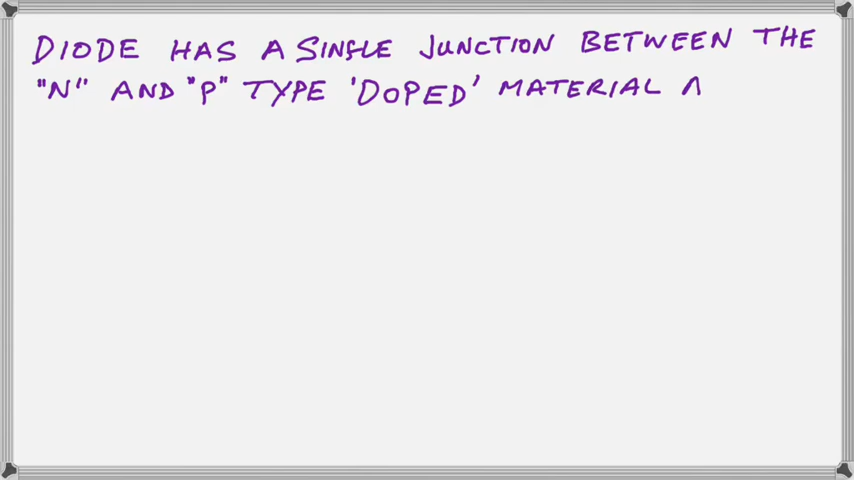 DIODE HAS A SINGLE JUNCTION BETWEEN THE
"N" AND "P" TYPE 'DOPED' MATERIAL